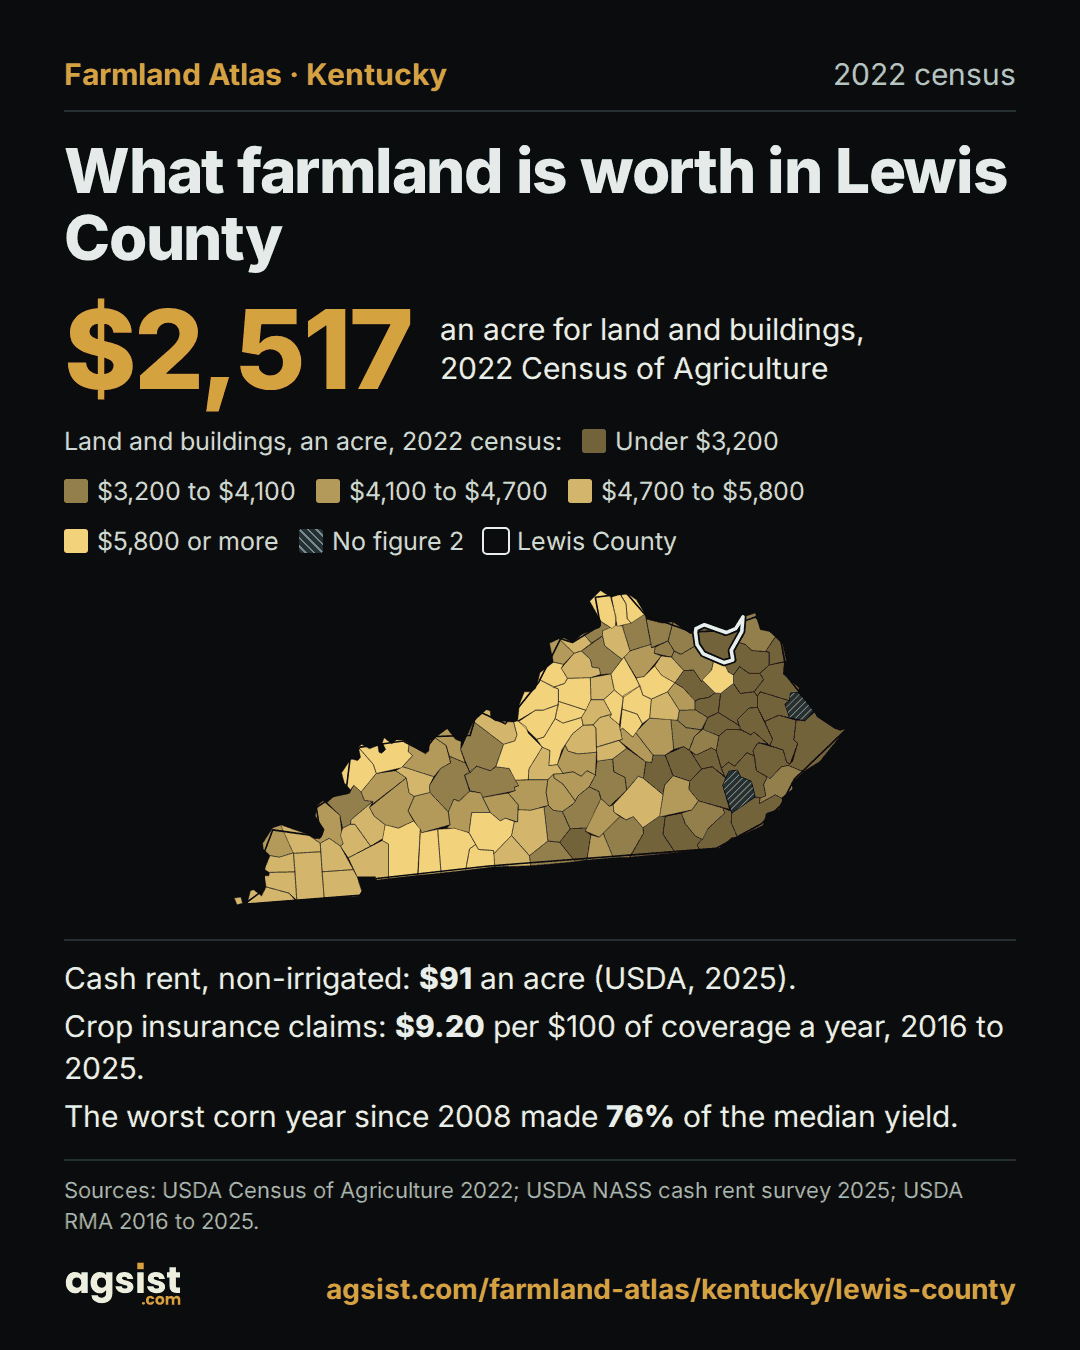 Farmland Atlas · Kentucky
2022 census
What farmland is worth in Lewis
County
$2,517
an acre for land and buildings,
2022 Census of Agriculture
Land and buildings, an acre, 2022 census: Under $3,200
$3,200 to $4,100 $4,100 to $4,700 $4,700 to $5,800
$5,800 or more No figure 2 Lewis County
Cash rent, non-irrigated: $91 an acre (USDA, 2025).
Crop insurance claims: $9.20 per $100 of coverage a year, 2016 to
2025.
The worst corn year since 2008 made 76% of the median yield.
Sources: USDA Census of Agriculture 2022; USDA NASS cash rent survey 2025; USDA
RMA 2016 to 2025.
agsist
.com
agsist.com/farmland-atlas/kentucky/lewis-county